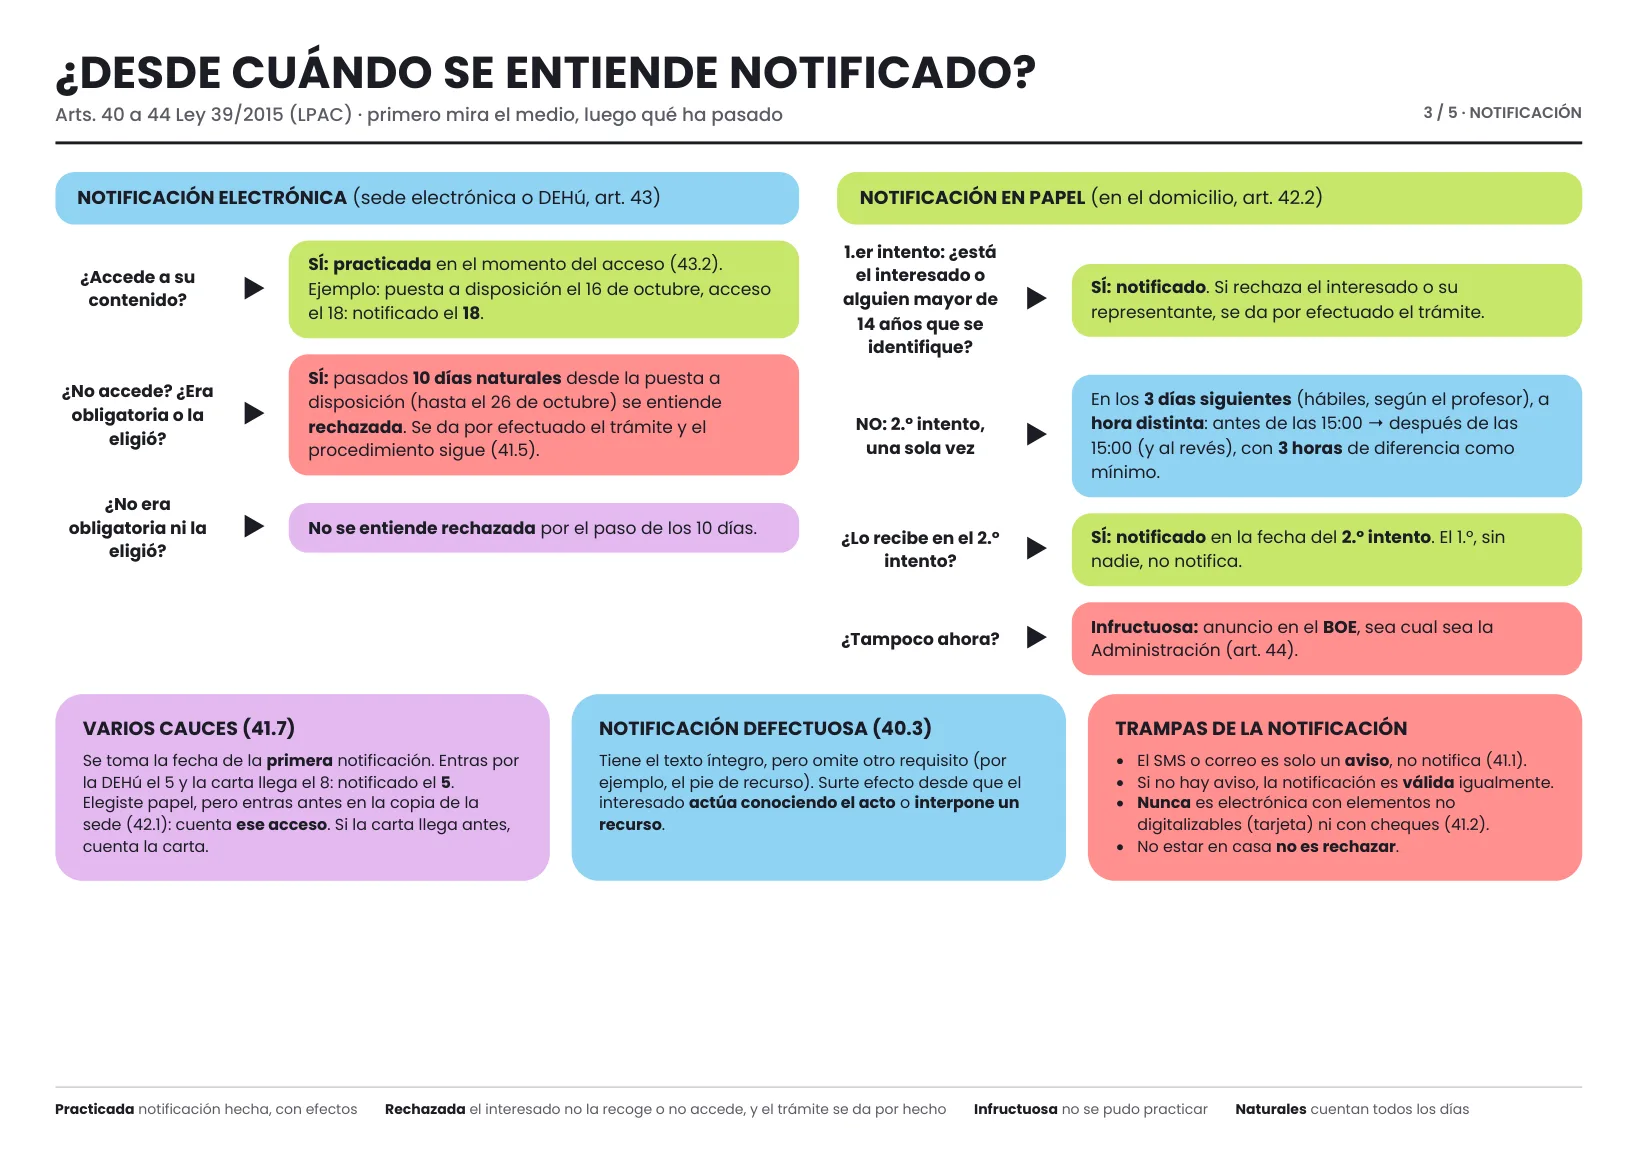 ¿DESDE CUÁNDO SE ENTIENDE NOTIFICADO?
Arts. 40 a 44 Ley 39/2015 (LPAC) · primero mira el medio, luego qué ha pasado
3 / 5 · NOTIFICACIÓN
NOTIFICACIÓN ELECTRÓNICA (sede electrónica o DEHú, art. 43)
¿Accede a su
contenido?
▶
SÍ: practicada en el momento del acceso (43.2).
Ejemplo: puesta a disposición el 16 de octubre, acceso
el 18: notificado el 18.
¿No accede? ¿Era
obligatoria o la
eligió?
▶
SÍ: pasados 10 días naturales desde la puesta a
disposición (hasta el 26 de octubre) se entiende
rechazada. Se da por efectuado el trámite y el
procedimiento sigue (41.5).
¿No era
obligatoria ni la
eligió?
▶
No se entiende rechazada por el paso de los 10 días.
NOTIFICACIÓN EN PAPEL (en el domicilio, art. 42.2)
1.er intento: ¿está
el interesado o
alguien mayor de
14 años que se
identifique?
▶
SÍ: notificado. Si rechaza el interesado o su
representante, se da por efectuado el trámite.
NO: 2.º intento,
una sola vez
▶
En los 3 días siguientes (hábiles, según el profesor), a
hora distinta: antes de las 15:00 → después de las
15:00 (y al revés), con 3 horas de diferencia como
mínimo.
¿Lo recibe en el 2.º
intento?
▶
SÍ: notificado en la fecha del 2.º intento. El 1.º, sin
nadie, no notifica.
¿Tampoco ahora?
▶
Infructuosa: anuncio en el BOE, sea cual sea la
Administración (art. 44).
VARIOS CAUCES (41.7)
Se toma la fecha de la primera notificación. Entras por
la DEHú el 5 y la carta llega el 8: notificado el 5.
Elegiste papel, pero entras antes en la copia de la
sede (42.1): cuenta ese acceso. Si la carta llega antes,
cuenta la carta.
NOTIFICACIÓN DEFECTUOSA (40.3)
Tiene el texto íntegro, pero omite otro requisito (por
ejemplo, el pie de recurso). Surte efecto desde que el
interesado actúa conociendo el acto o interpone un
recurso.
TRAMPAS DE LA NOTIFICACIÓN
• El SMS o correo es solo un aviso, no notifica (41.1).
• Si no hay aviso, la notificación es válida igualmente.
• Nunca es electrónica con elementos no
digitalizables (tarjeta) ni con cheques (41.2).
• No estar en casa no es rechazar.
Practicada notificación hecha, con efectos Rechazada el interesado no la recoge o no accede, y el trámite se da por hecho Infructuosa no se pudo practicar Naturales cuentan todos los días